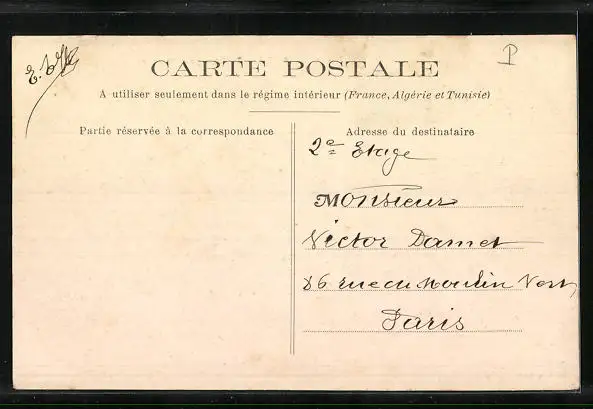 P
CARTE POSTALE
A utiliser seulement dans le régime intérieur (France, Algérie et Tunisie)
Partie réservée à la correspondance
Adresse du destinataire
2e Etage
Monsieur
Victor Damet
86 rue du Moulin Vert
Paris